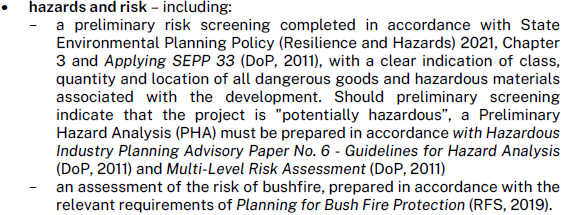 • hazards and risk – including:
– a preliminary risk screening completed in accordance with State
Environmental Planning Policy (Resilience and Hazards) 2021, Chapter
3 and Applying SEPP 33 (DoP, 2011), with a clear indication of class,
quantity and location of all dangerous goods and hazardous materials
associated with the development. Should preliminary screening
indicate that the project is "potentially hazardous”, a Preliminary
Hazard Analysis (PHA) must be prepared in accordance with Hazardous
Industry Planning Advisory Paper No. 6 - Guidelines for Hazard Analysis
(DoP, 2011) and Multi-Level Risk Assessment (DoP, 2011)
– an assessment of the risk of bushfire, prepared in accordance with the
relevant requirements of Planning for Bush Fire Protection (RFS, 2019).